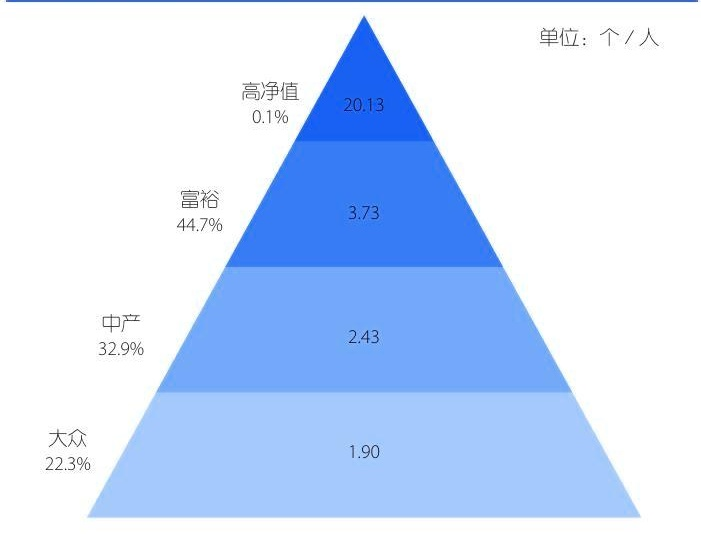 单位：个／人
高净值
0.1%
20.13
富裕
44.7%
3.73
中产
32.9%
2.43
大众
22.3%
1.90